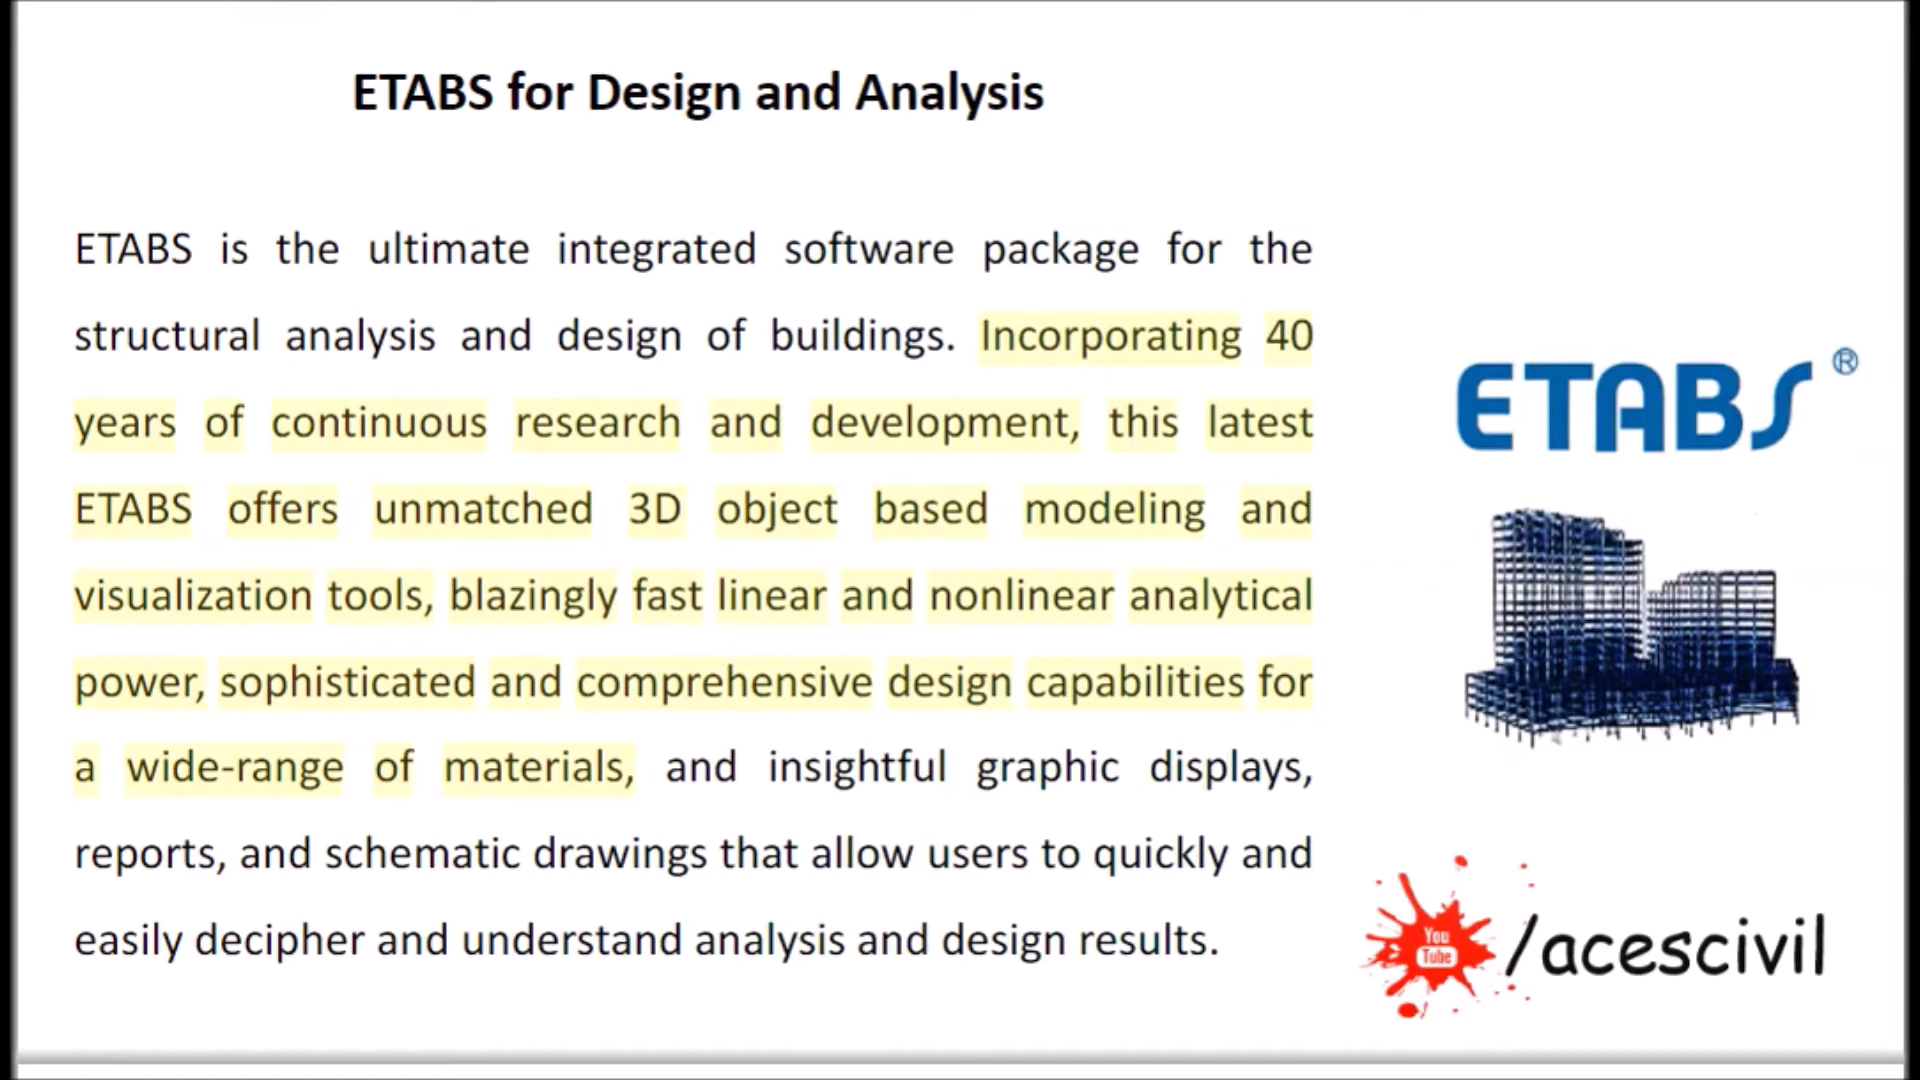 ETABS for Design and Analysis
ETABS is the ultimate integrated software package for the
structural analysis and design of buildings. Incorporating 40
years of continuous research and development, this latest
ETABS offers unmatched 3D object based modeling and
visualization tools, blazingly fast linear and nonlinear analytical
power, sophisticated and comprehensive design capabilities for
a wide-range of materials, and insightful graphic displays,
reports, and schematic drawings that allow users to quickly and
easily decipher and understand analysis and design results.
ETABS®
You
Tube
/acescivil